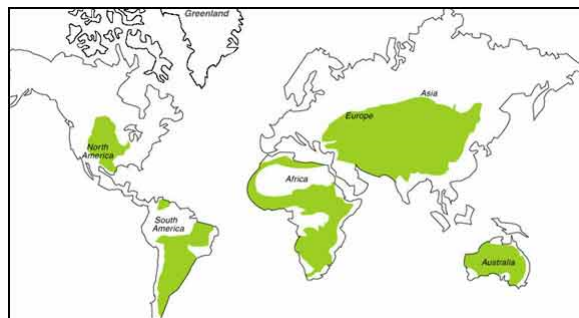 Greenland
Asia
Europe
North
America
Africa
South
America
Australia